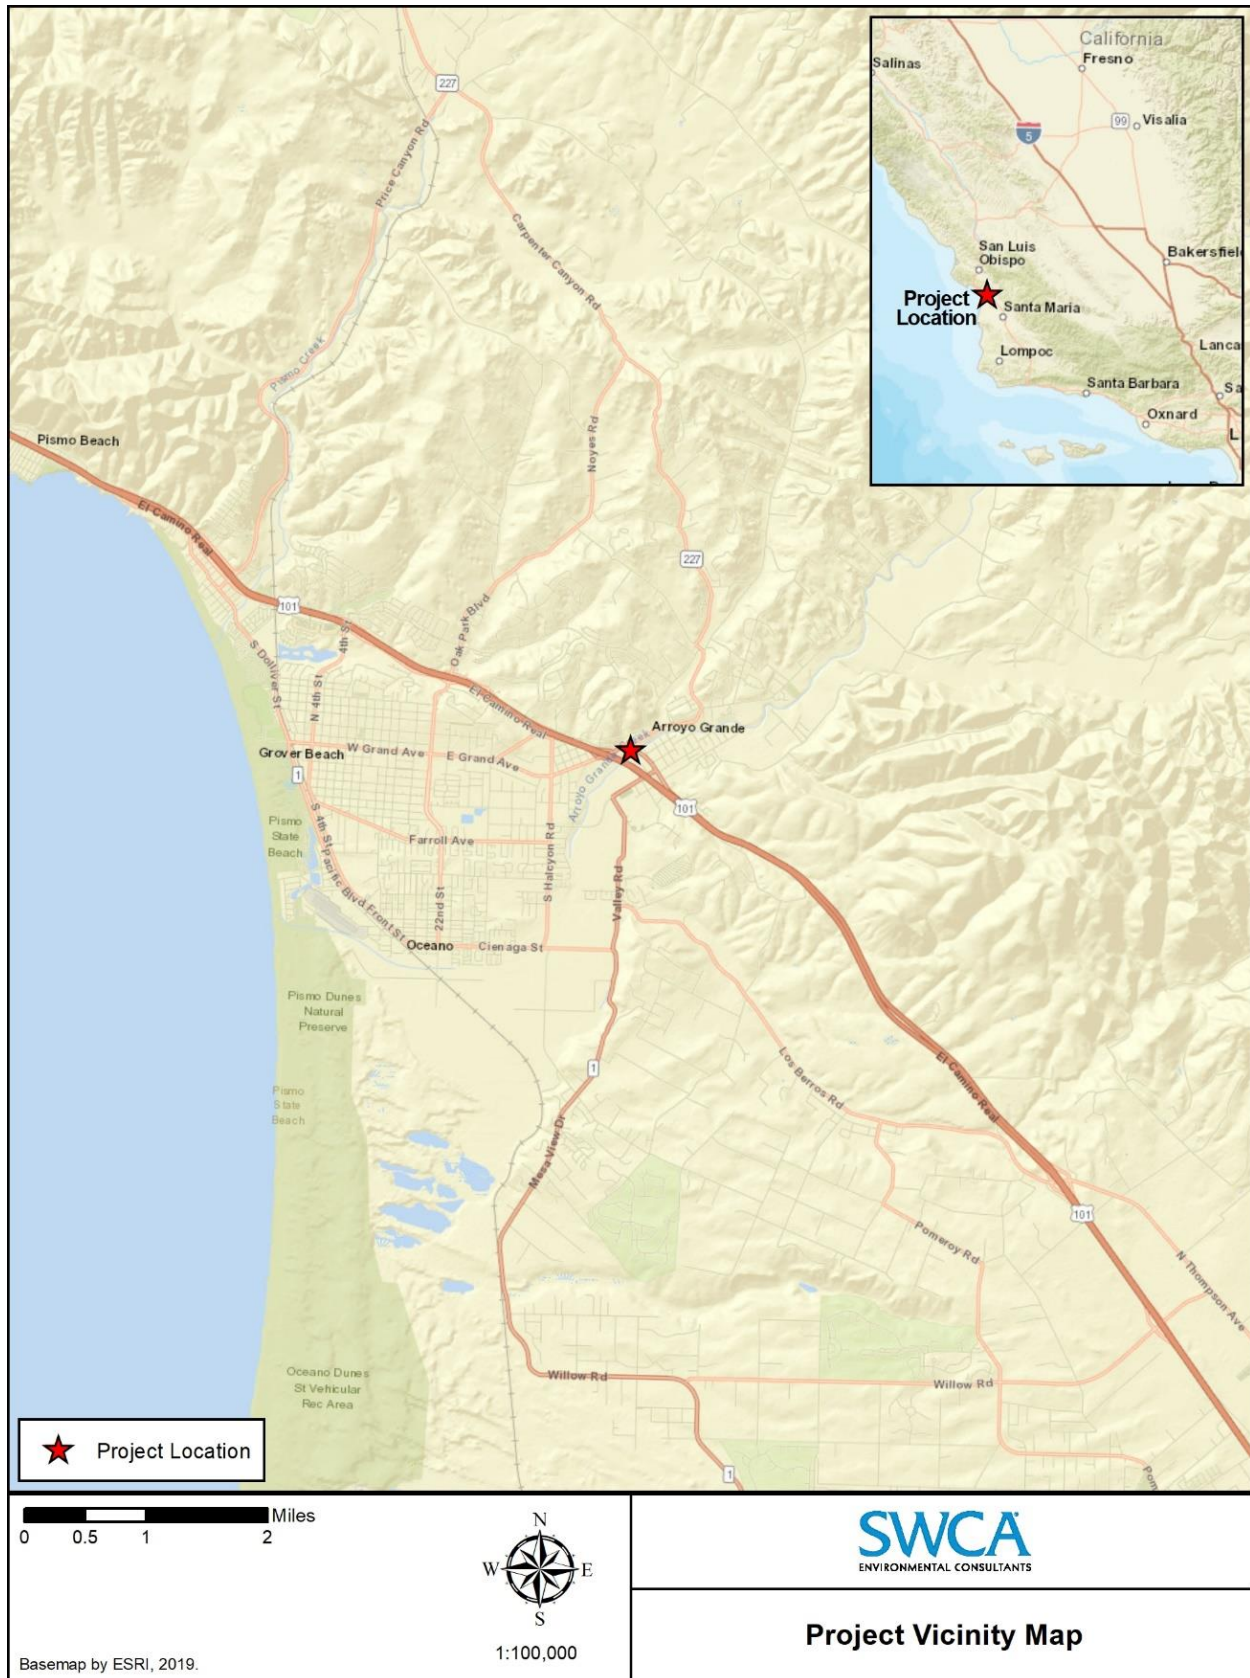 California
Salinas
Fresno
99
Visalia
5
San Luis
Obispo
Bakersfiel
Project
Location
Santa Maria
Lompoc
Lanca
Santa Barbara
Sa
Oxnard
L
227
Price Canyon Rd
Carpenter Canyon Rd
Pismo Creek
Noyes Rd
Pismo Beach
El Camino Real
227
101
Oak Park Blvd
4th St
S Dolliver St
N 4th St
El Camino Real
Arroyo Grande
Grover Beach
W Grand Ave
E Grand Ave
Arroyo Grande Creek
1
101
Pismo
State
Beach
S 4th St
Farroll Ave
S Halcyon Rd
Valley Rd
Pacific Blvd
Front St
22nd St
Oceano
Cienaga St
Pismo Dunes
Natural
Preserve
1
Los Berros Rd
El Camino Real
Pismo
State
Beach
Mesa View Dr
101
Pomeroy Rd
N Thompson Ave
Oceano Dunes
St Vehicular
Rec Area
Willow Rd
Willow Rd
1
Pom
Project Location
Miles
0 0.5 1 2
N
W E
S
1:100,000
Basemap by ESRI, 2019.
SWCA
ENVIRONMENTAL CONSULTANTS
Project Vicinity Map